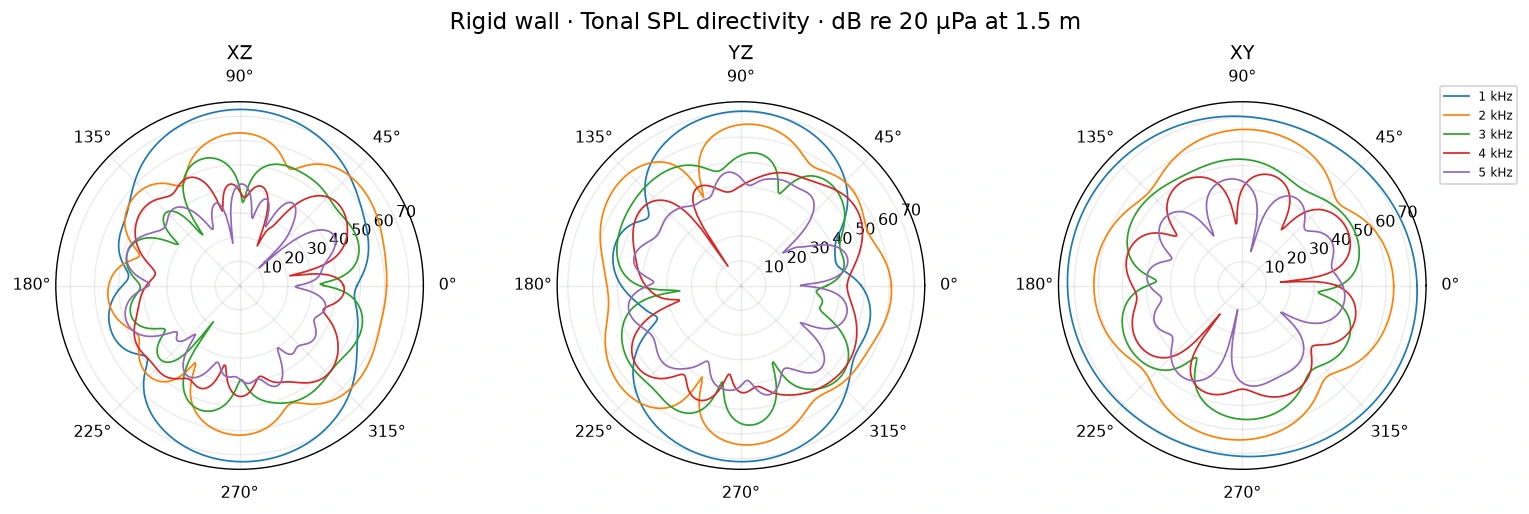 Rigid wall · Tonal SPL directivity · dB re 20 µPa at 1.5 m
XZ
90°
135°
45°
180°
0°
225°
315°
270°
10 20 30 40 50 60 70
YZ
90°
135°
45°
180°
0°
225°
315°
270°
10 20 30 40 50 60 70
XY
90°
135°
45°
180°
0°
225°
315°
270°
10 20 30 40 50 60 70
1 kHz
2 kHz
3 kHz
4 kHz
5 kHz